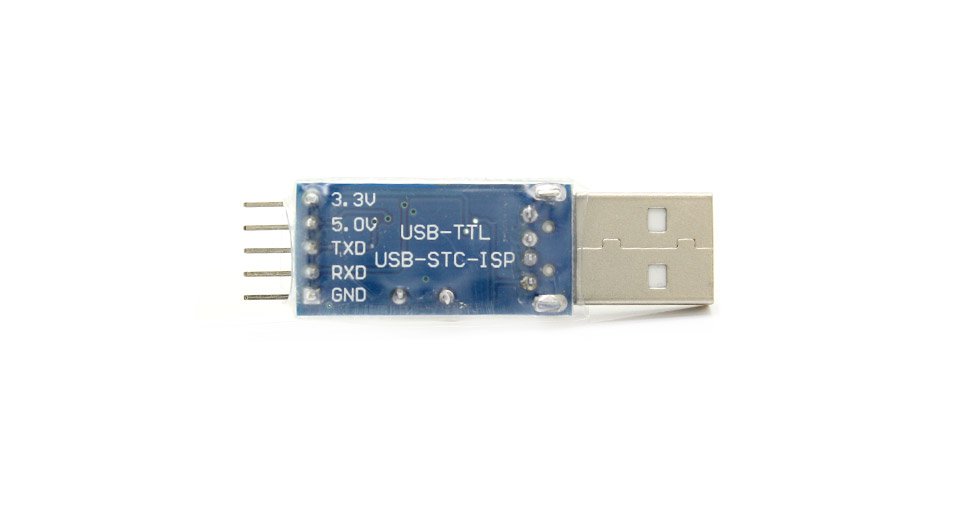 3.3V
5.0V
TXD
RXD
GND
USB-TTL
USB-STC-ISP